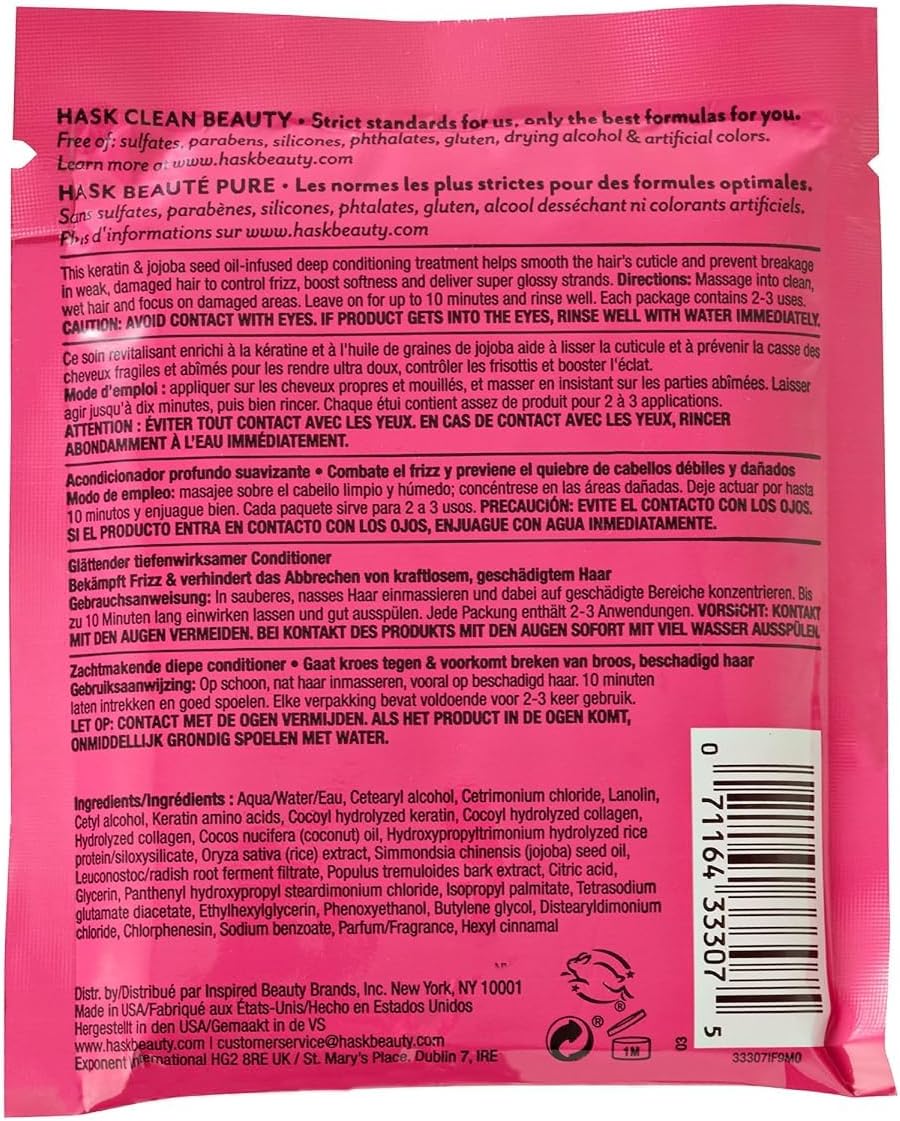 HASK CLEAN BEAUTY • Strict standards for us, only the best formulas for you.
Free of: sulfates, parabens, silicones, phthalates, gluten, drying alcohol & artificial colors.
Learn more at www.haskbeauty.com
HASK BEAUTÉ PURE • Les normes les plus strictes pour des formules optimales.
Sans sulfates, parabènes, silicones, phtalates, gluten, alcool desséchant ni colorants artificiels.
Plus d'informations sur www.haskbeauty.com
This keratin & jojoba seed oil-infused deep conditioning treatment helps smooth the hair's cuticle and prevent breakage
in weak, damaged hair to control frizz, boost softness and deliver super glossy strands. Directions: Massage into clean,
wet hair and focus on damaged areas. Leave on for up to 10 minutes and rinse well. Each package contains 2-3 uses.
CAUTION: AVOID CONTACT WITH EYES. IF PRODUCT GETS INTO THE EYES, RINSE WELL WITH WATER IMMEDIATELY.
Ce soin revitalisant enrichi à la kératine et à l'huile de graines de jojoba aide à lisser la cuticule et à prévenir la casse des
cheveux fragiles et abîmés pour les rendre ultra doux, contrôler les frisottis et booster l'éclat.
Mode d'emploi : appliquer sur les cheveux propres et mouillés, et masser en insistant sur les parties abîmées. Laisser
agir jusqu'à dix minutes, puis bien rincer. Chaque étui contient assez de produit pour 2 à 3 applications.
ATTENTION : ÉVITER TOUT CONTACT AVEC LES YEUX. EN CAS DE CONTACT AVEC LES YEUX, RINCER
ABONDAMMENT À L'EAU IMMÉDIATEMENT.
Acondicionador profundo suavizante • Combate el frizz y previene el quiebre de cabellos débiles y dañados
Modo de empleo: masajee sobre el cabello limpio y húmedo; concéntrese en las áreas dañadas. Deje actuar por hasta
10 minutos y enjuague bien. Cada paquete sirve para 2 a 3 usos. PRECAUCIÓN: EVITE EL CONTACTO CON LOS OJOS.
SI EL PRODUCTO ENTRA EN CONTACTO CON LOS OJOS, ENJUAGUE CON AGUA INMEDIATAMENTE.
Glättender tiefenwirksamer Conditioner
Bekämpft Frizz & verhindert das Abbrechen von kraftlosem, geschädigtem Haar
Gebrauchsanweisung: In sauberes, nasses Haar einmassieren und dabei auf geschädigte Bereiche konzentrieren. Bis
zu 10 Minuten lang einwirken lassen und gut ausspülen. Jede Packung enthält 2-3 Anwendungen. VORSICHT: KONTAKT
MIT DEN AUGEN VERMEIDEN. BEI KONTAKT DES PRODUKTS MIT DEN AUGEN SOFORT MIT VIEL WASSER AUSSPÜLEN.
Zachtmakende diepe conditioner • Gaat kroes tegen & voorkomt breken van broos, beschadigd haar
Gebruiksaanwijzing: Op schoon, nat haar inmasseren, vooral op beschadigd haar. 10 minuten
laten intrekken en goed spoelen. Elke verpakking bevat voldoende voor 2-3 keer gebruik.
LET OP: CONTACT MET DE OGEN VERMIJDEN. ALS HET PRODUCT IN DE OGEN KOMT,
ONMIDDELLIJK GRONDIG SPOELEN MET WATER.
Ingredients/Ingrédients : Aqua/Water/Eau, Cetearyl alcohol, Cetrimonium chloride, Lanolin,
Cetyl alcohol, Keratin amino acids, Cocoyl hydrolyzed keratin, Cocoyl hydrolyzed collagen,
Hydrolyzed collagen, Cocos nucifera (coconut) oil, Hydroxypropyltrimonium hydrolyzed rice
protein/siloxysilicate, Oryza sativa (rice) extract, Simmondsia chinensis (jojoba) seed oil,
Leuconostoc/radish root ferment filtrate, Populus tremuloides bark extract, Citric acid,
Glycerin, Panthenyl hydroxypropyl steardimonium chloride, Isopropyl palmitate, Tetrasodium
glutamate diacetate, Ethylhexylglycerin, Phenoxyethanol, Butylene glycol, Distearyldimonium
chloride, Chlorphenesin, Sodium benzoate, Parfum/Fragrance, Hexyl cinnamal
Distr. by/Distribué par Inspired Beauty Brands, Inc. New York, NY 10001
Made in USA/Fabriqué aux États-Unis/Hecho en Estados Unidos
Hergestellt in den USA/Gemaakt in de VS
www.haskbeauty.com | customerservice@haskbeauty.com
Exponent International HG2 8RE UK / St. Mary's Place, Dublin 7, IRE
®
®
1M
03
0 71164 33307 5
33307IF9M0